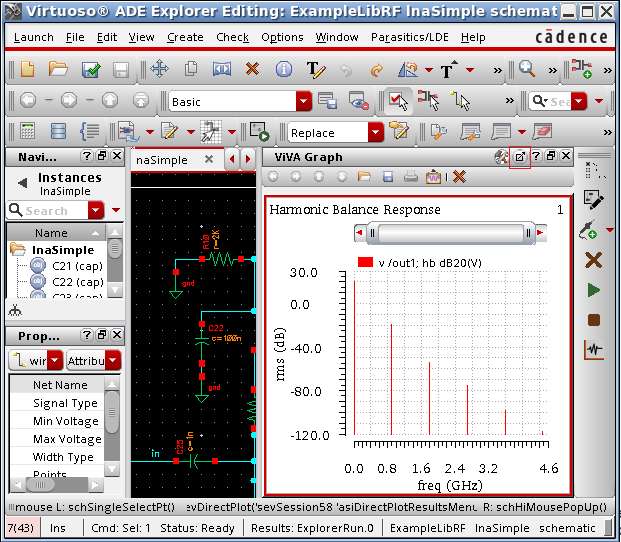 Virtuoso® ADE Explorer Editing: ExampleLibRF lnaSimple schemat
Launch File Edit View Create Check Options Window Parasitics/LDE Help cādence
»
Basic » Sea
Replace »
Navi... ? naSimple ViVA Graph ?
Instances
lnaSimple
Search
Name
lnaSimple
C21 (cap)
C22 (cap)
C23 (cap)
Prop... ?
wir Attribu
Net Name
Signal Type
Min Voltage
Max Voltage
Width Type
Points
R10
r=2K
gnd
C22
c=100n
gnd
C25
c=1n
in
Harmonic Balance Response 1
v /out1; hb dB20(V)
30.0
0.0
-40.0
-80.0
-120.0
rms (dB)
0.0 0.8 1.6 2.4 3.2 4.6
freq (GHz)
mouse L: schSingleSelectPt() evDirectPlot('sevSession58 'asiDirectPlotResultsMenu R: schHiMousePopUp()
7(43) Ins Cmd: Sel: 1 Status: Ready Results: ExplorerRun.0 ExampleLibRF lnaSimple schematic